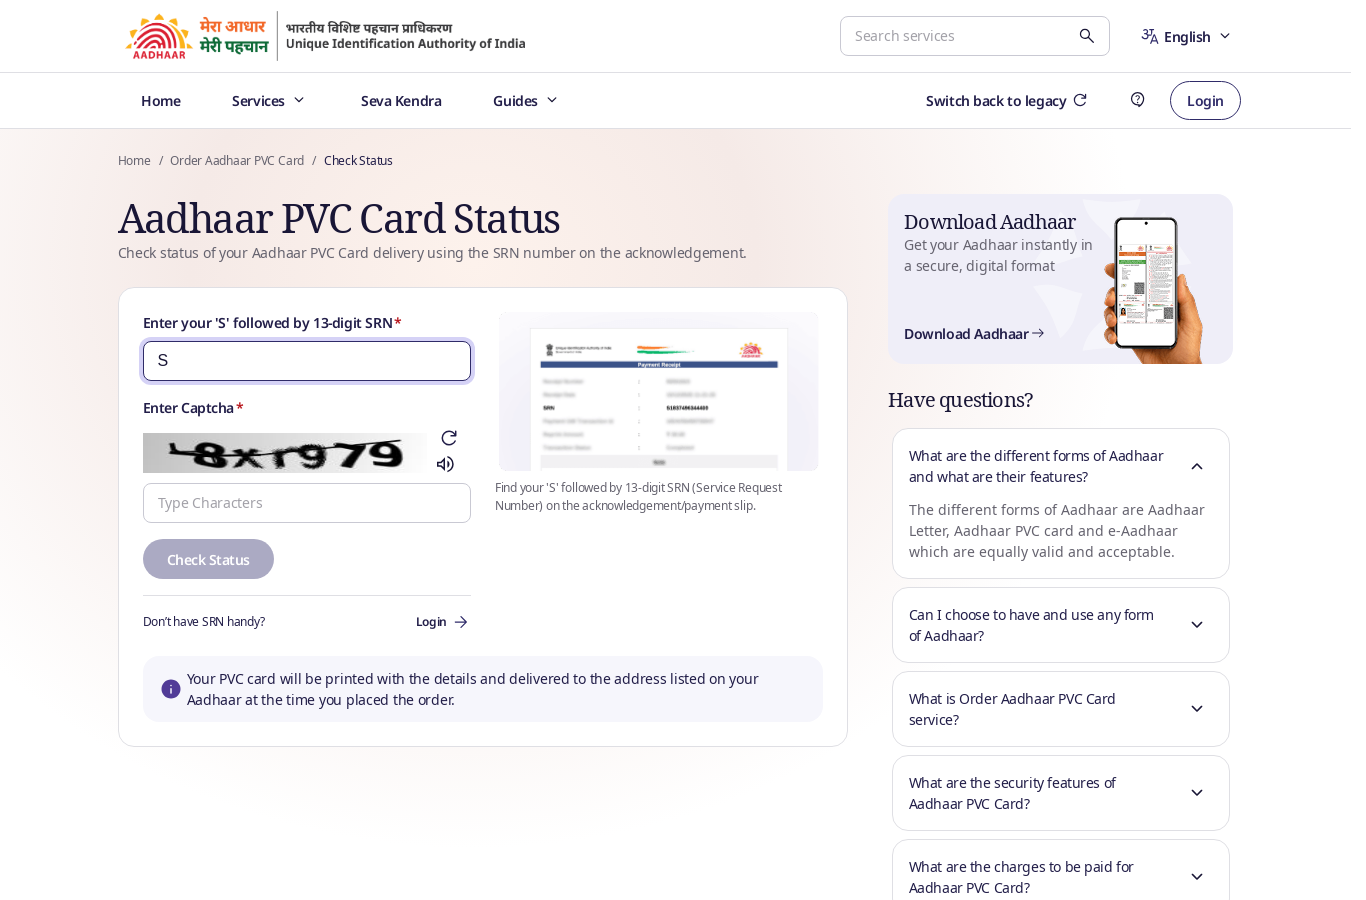 मेरा आधार
मेरी पहचान
AADHAAR
भारतीय विशिष्ट पहचान प्राधिकरण
Unique Identification Authority of India
Search services
English
Home
Services
Seva Kendra
Guides
Switch back to legacy
Login
Home / Order Aadhaar PVC Card / Check Status
Aadhaar PVC Card Status
Check status of your Aadhaar PVC Card delivery using the SRN number on the acknowledgement.
Enter your 'S' followed by 13-digit SRN*
S
Enter Captcha*
8xrg979
Type Characters
Check Status
Don't have SRN handy?
Login
Payment Receipt
SRN
Find your 'S' followed by 13-digit SRN (Service Request
Number) on the acknowledgement/payment slip.
Your PVC card will be printed with the details and delivered to the address listed on your
Aadhaar at the time you placed the order.
Download Aadhaar
Get your Aadhaar instantly in
a secure, digital format
Download Aadhaar
Have questions?
What are the different forms of Aadhaar
and what are their features?
The different forms of Aadhaar are Aadhaar
Letter, Aadhaar PVC card and e-Aadhaar
which are equally valid and acceptable.
Can I choose to have and use any form
of Aadhaar?
What is Order Aadhaar PVC Card
service?
What are the security features of
Aadhaar PVC Card?
What are the charges to be paid for
Aadhaar PVC Card?